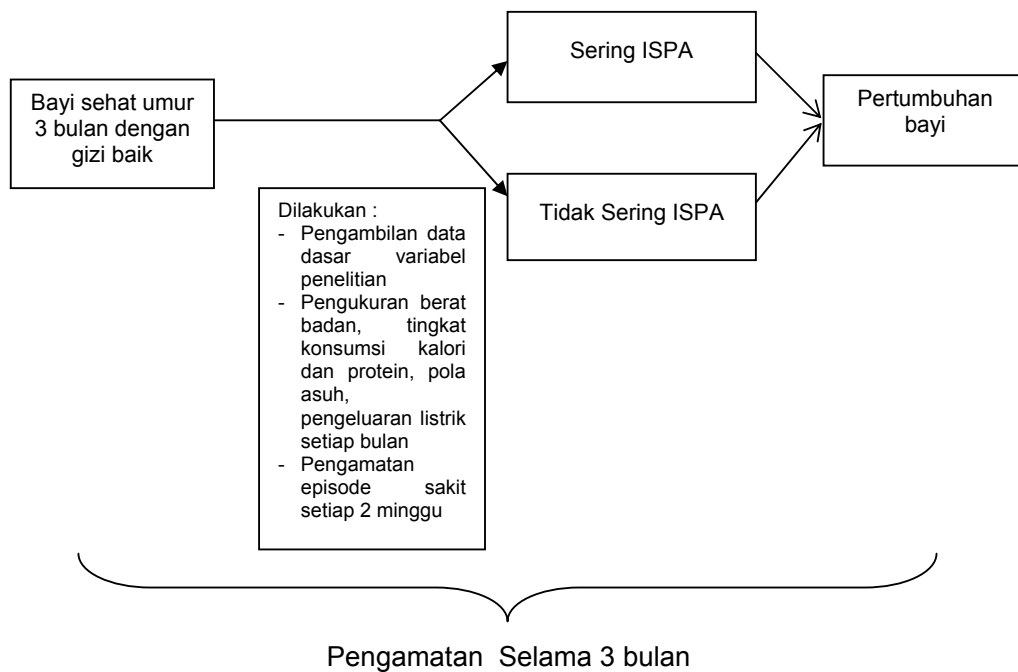 Bayi sehat umur
3 bulan dengan
gizi baik
Sering ISPA
Tidak Sering ISPA
Pertumbuhan
bayi
Dilakukan :
- Pengambilan data
dasar variabel
penelitian
- Pengukuran berat
badan, tingkat
konsumsi kalori
dan protein, pola
asuh,
pengeluaran listrik
setiap bulan
- Pengamatan
episode sakit
setiap 2 minggu
Pengamatan Selama 3 bulan